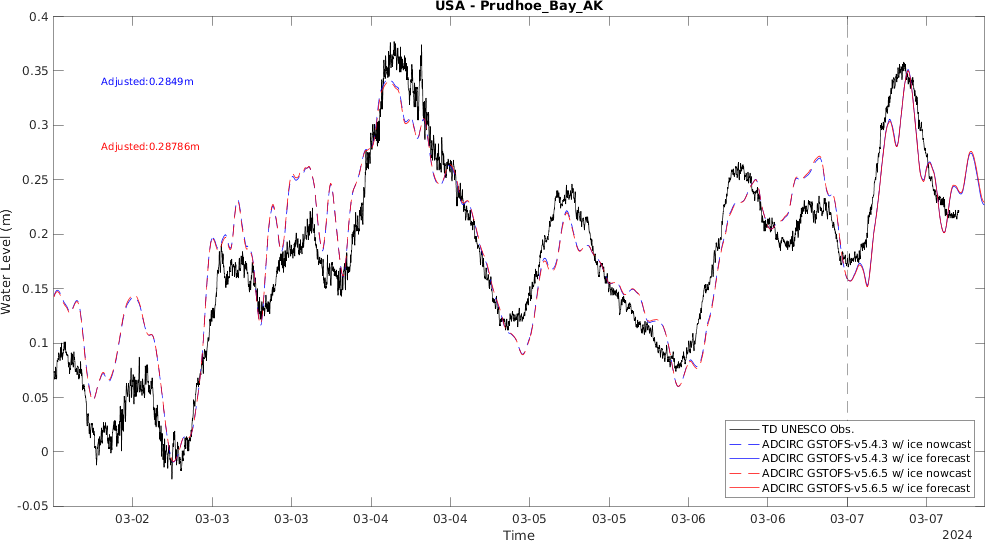 USA - Prudhoe_Bay_AK
0.4
0.35
0.3
0.25
0.2
0.15
0.1
0.05
0
-0.05
Water Level (m)
Adjusted:0.2849m
Adjusted:0.28786m
TD UNESCO Obs.
ADCIRC GSTOFS-v5.4.3 w/ ice nowcast
ADCIRC GSTOFS-v5.4.3 w/ ice forecast
ADCIRC GSTOFS-v5.6.5 w/ ice nowcast
ADCIRC GSTOFS-v5.6.5 w/ ice forecast
03-02 03-03 03-03 03-04 03-04 03-05 03-05 03-06 03-06 03-07 03-07
Time
2024